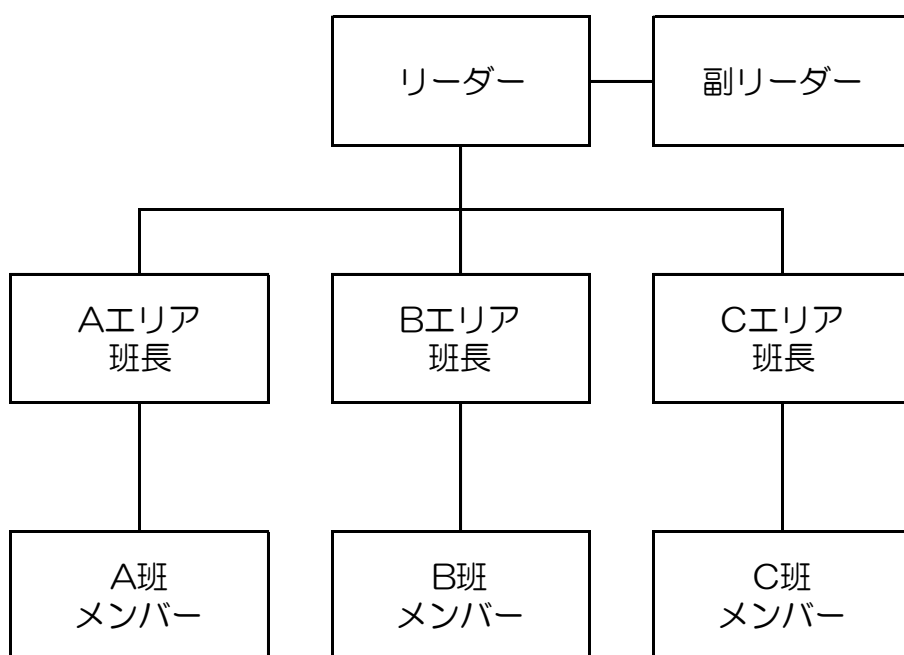 リーダー
副リーダー
Aエリア
班長
Bエリア
班長
Cエリア
班長
A班
メンバー
B班
メンバー
C班
メンバー